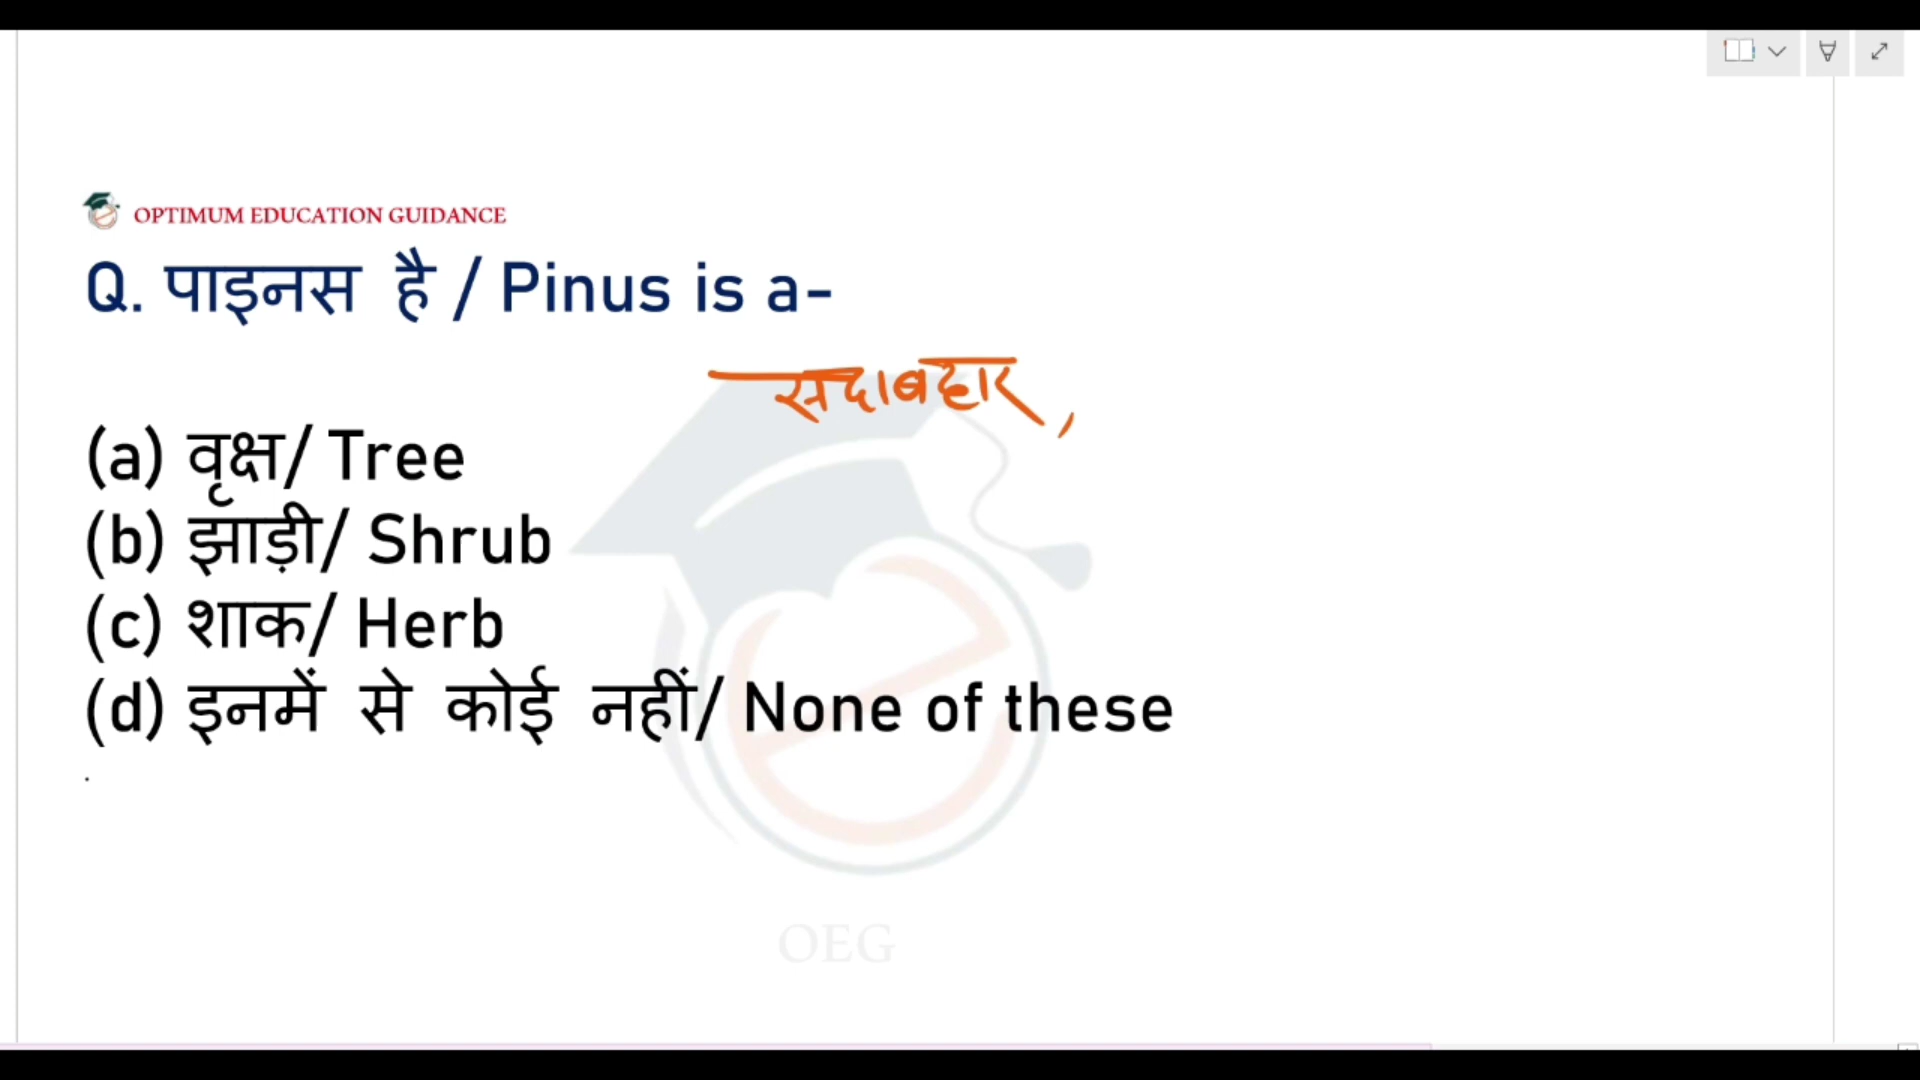 OPTIMUM EDUCATION GUIDANCE
Q. पाइनस है / Pinus is a-
सदाबहार,
(a) वृक्ष/ Tree
(b) झाड़ी/ Shrub
(c) शाक/ Herb
(d) इनमें से कोई नहीं/ None of these
.
OEG